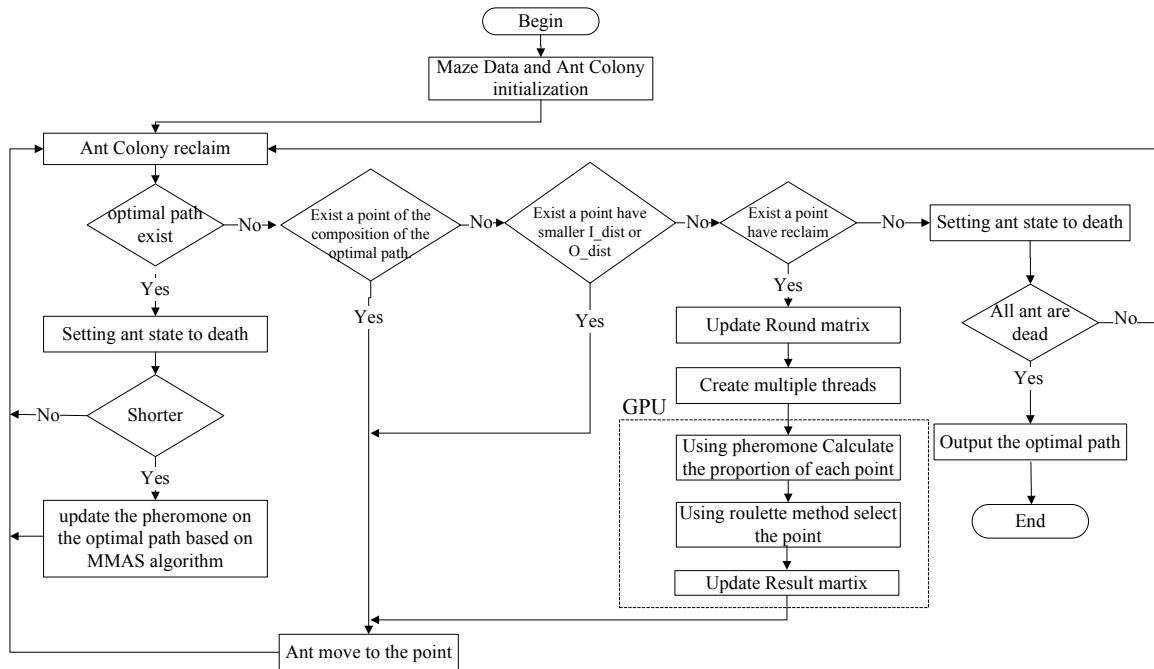 Begin
Maze Data and Ant Colony
initialization
Ant Colony reclaim
optimal path
exist
No
Exist a point of the
composition of the
optimal path.
No
Exist a point have
smaller I_dist or
O_dist
No
Exist a point
have reclaim
No
Setting ant state to death
Yes
Setting ant state to death
Shorter
No
Yes
update the pheromone on
the optimal path based on
MMAS algorithm
Yes
Yes
Yes
Update Round matrix
Create multiple threads
GPU
Using pheromone Calculate
the proportion of each point
Using roulette method select
the point
Update Result martix
All ant are
dead
No
Yes
Output the optimal path
End
Ant move to the point